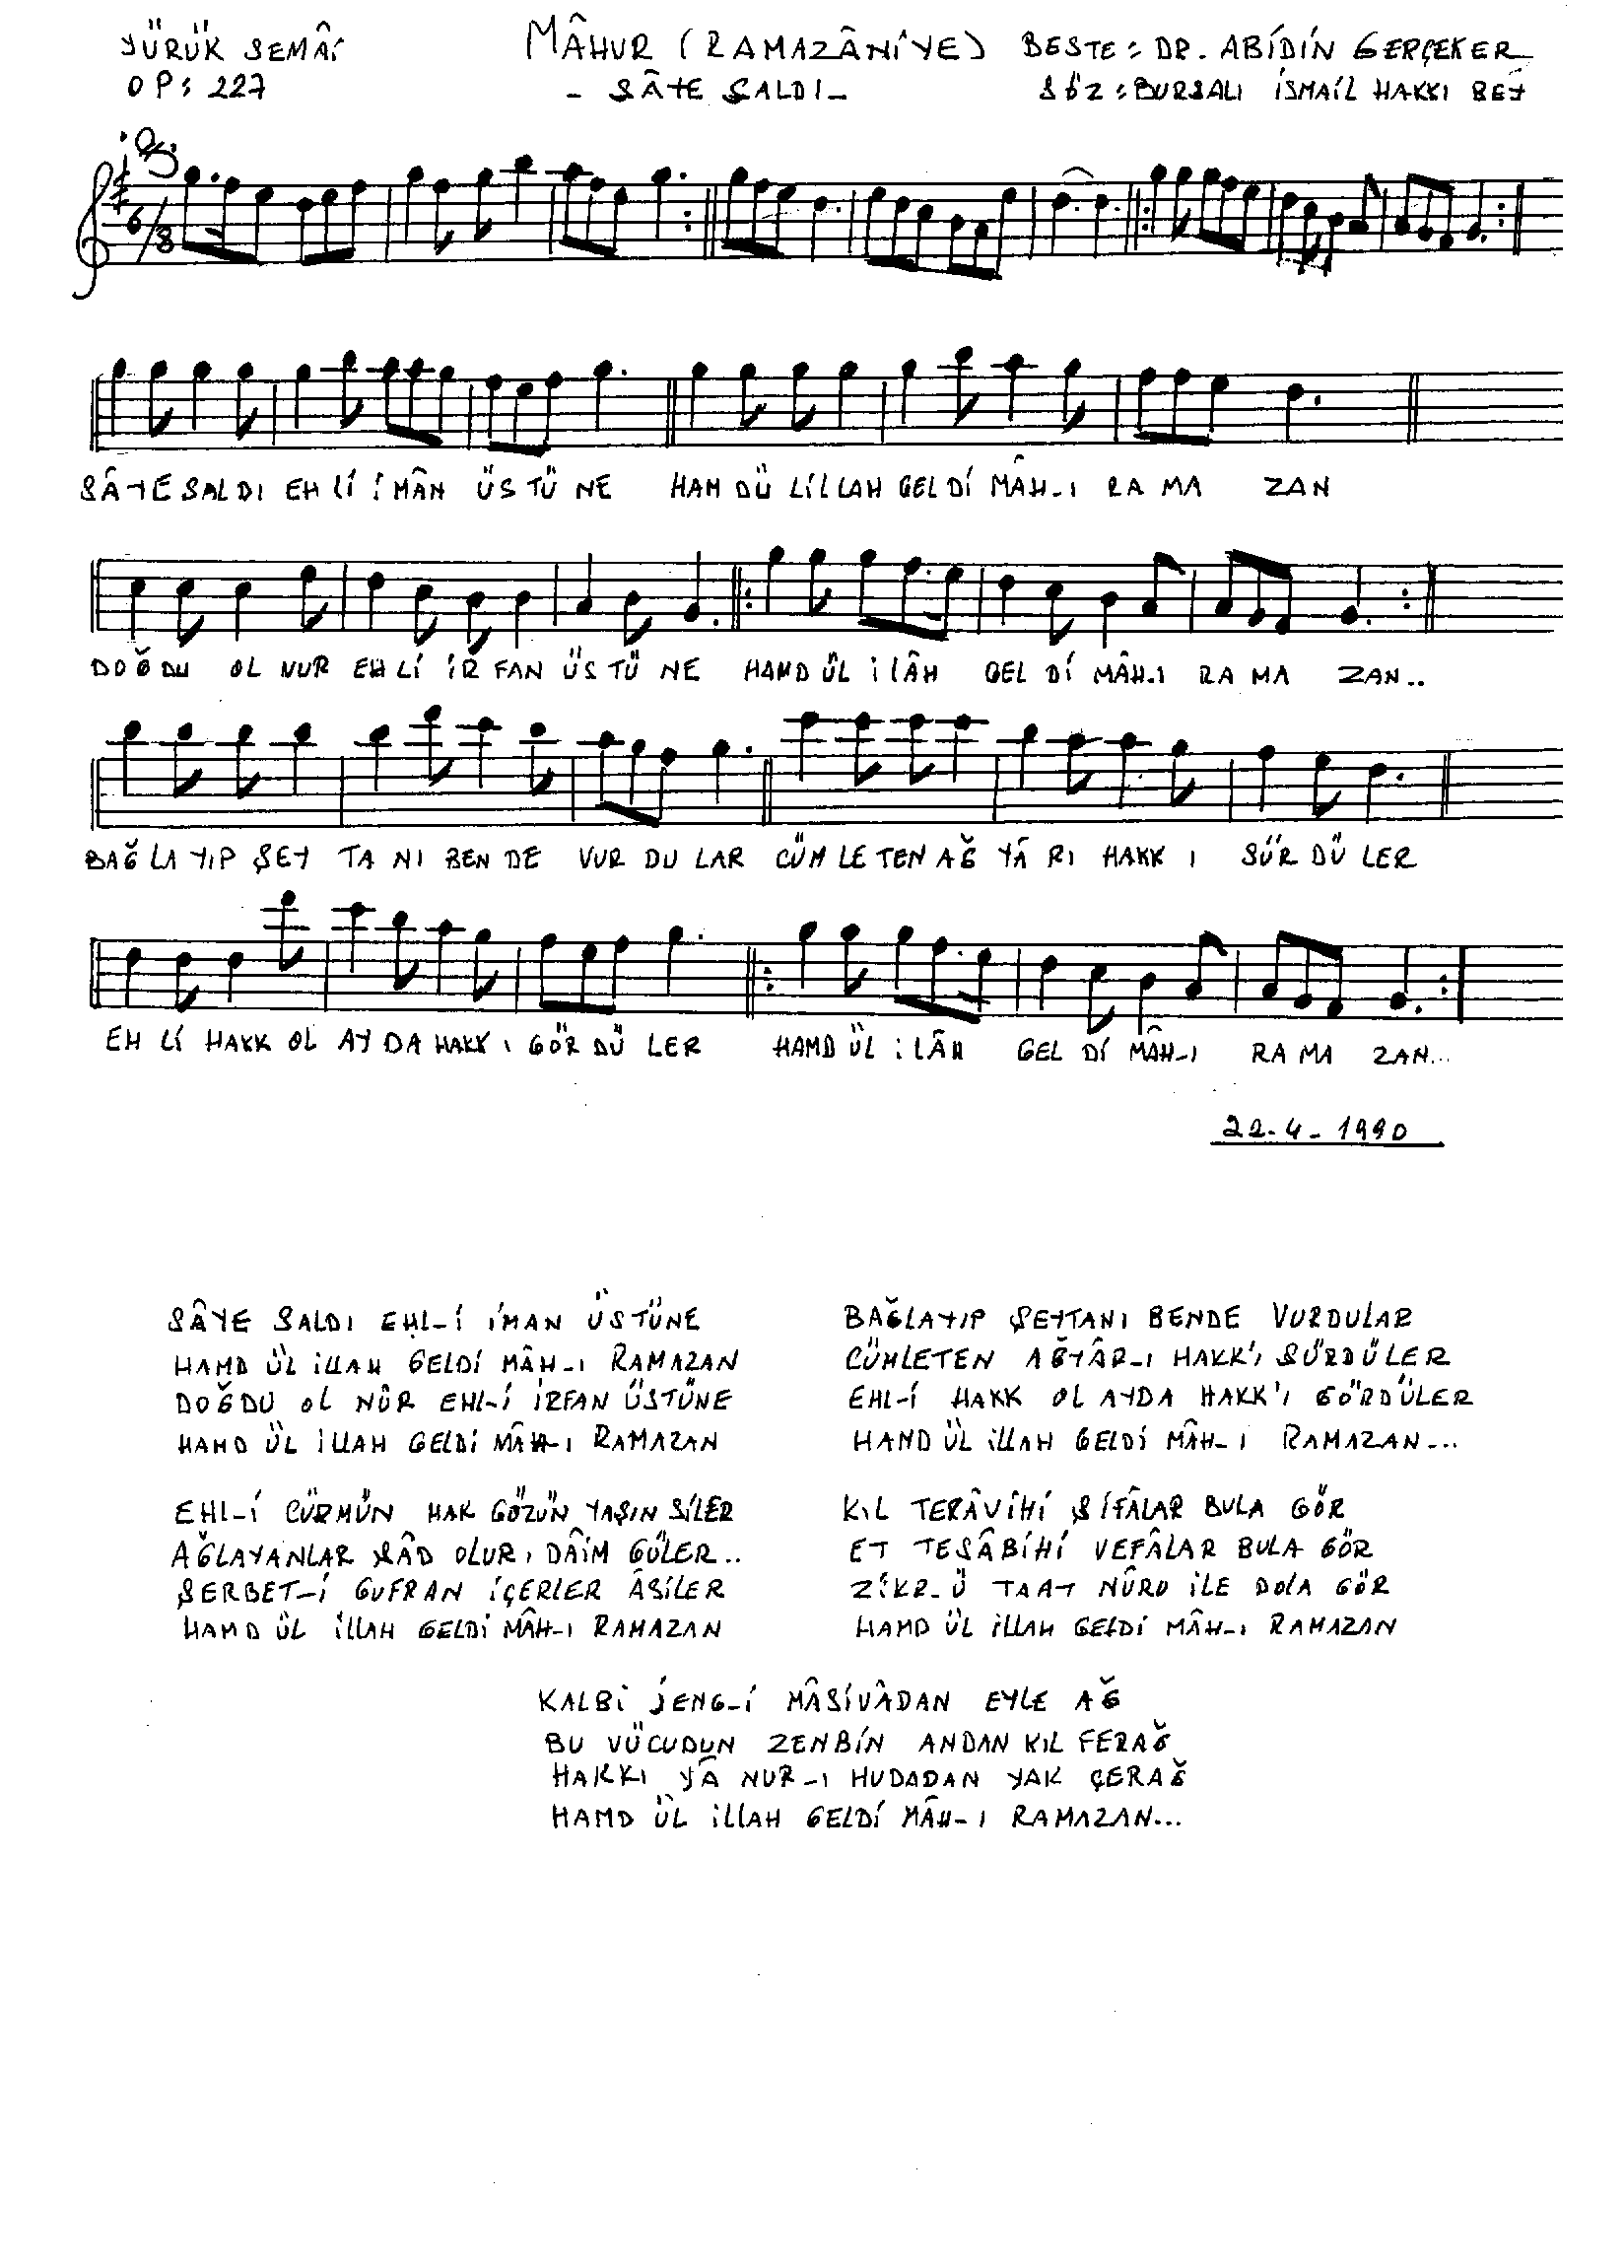 YÜRÜK SEMÂİ
MÂHUR (RAMAZÂNÎYE)
BESTE: DR. ABİDİN GERÇEKER
OP: 227
- SÂYE SALDI -
SÖZ: BURSALI İSMAİL HAKKI BEY
6/8
SÂYE SALDI EH Lİ İ MÂN ÜS TÜ NE HAM DÜ LİL LAH GEL Dİ MÂH-I RA MA ZAN
DOĞ DU OL NUR EH Lİ İR FAN ÜS TÜ NE HAMD ÜL İ LÂH GEL Dİ MÂH-I RA MA ZAN..
BAĞ LA YIP ŞEY TA NI BEN DE VUR DU LAR CÜM LE TEN AĞ YÂ RI HAKK I SÜR DÜ LER
EH Lİ HAKK OL AY DA HAKK I GÖR DÜ LER HAMD ÜL İ LÂH GEL Dİ MÂH-I RA MA ZAN...
22-4-1990
SÂYE SALDI EHL-İ İMAN ÜSTÜNE
HAMD ÜL İLLAH GELDİ MÂH-I RAMAZAN
DOĞDU OL NÛR EHL-İ İRFAN ÜSTÜNE
HAMD ÜL İLLAH GELDİ MÂH-I RAMAZAN
BAĞLAYIP ŞEYTANI BENDE VURDULAR
CÜMLETEN AĞYÂR-I HAKK'I SÜRDÜLER
EHL-İ HAKK OL AYDA HAKK'I GÖRDÜLER
HAMD ÜL İLLAH GELDİ MÂH-I RAMAZAN...
EHL-İ CÜRMÜN HAK GÖZÜN YAŞIN SİLER
AĞLAYANLAR ŞÂD OLUR, DÂİM GÜLER..
ŞERBET-İ GUFRAN İÇERLER ÂSİLER
HAMD ÜL İLLAH GELDİ MÂH-I RAMAZAN
KIL TERÂVİHİ ŞİFÂLAR BULA GÖR
ET TESÂBİHİ VEFÂLAR BULA GÖR
ZİKR-Ü TAAT NÛRU İLE DOLA GÖR
HAMD ÜL İLLAH GELDİ MÂH-I RAMAZAN
KALBİ JENG-İ MÂSİVÂDAN EYLE AĞ
BU VÜCUDUN ZENBİN ANDAN KIL FERAĞ
HAKKI YÂ NUR-I HUDADAN YAK ÇERAĞ
HAMD ÜL İLLAH GELDİ MÂH-I RAMAZAN...